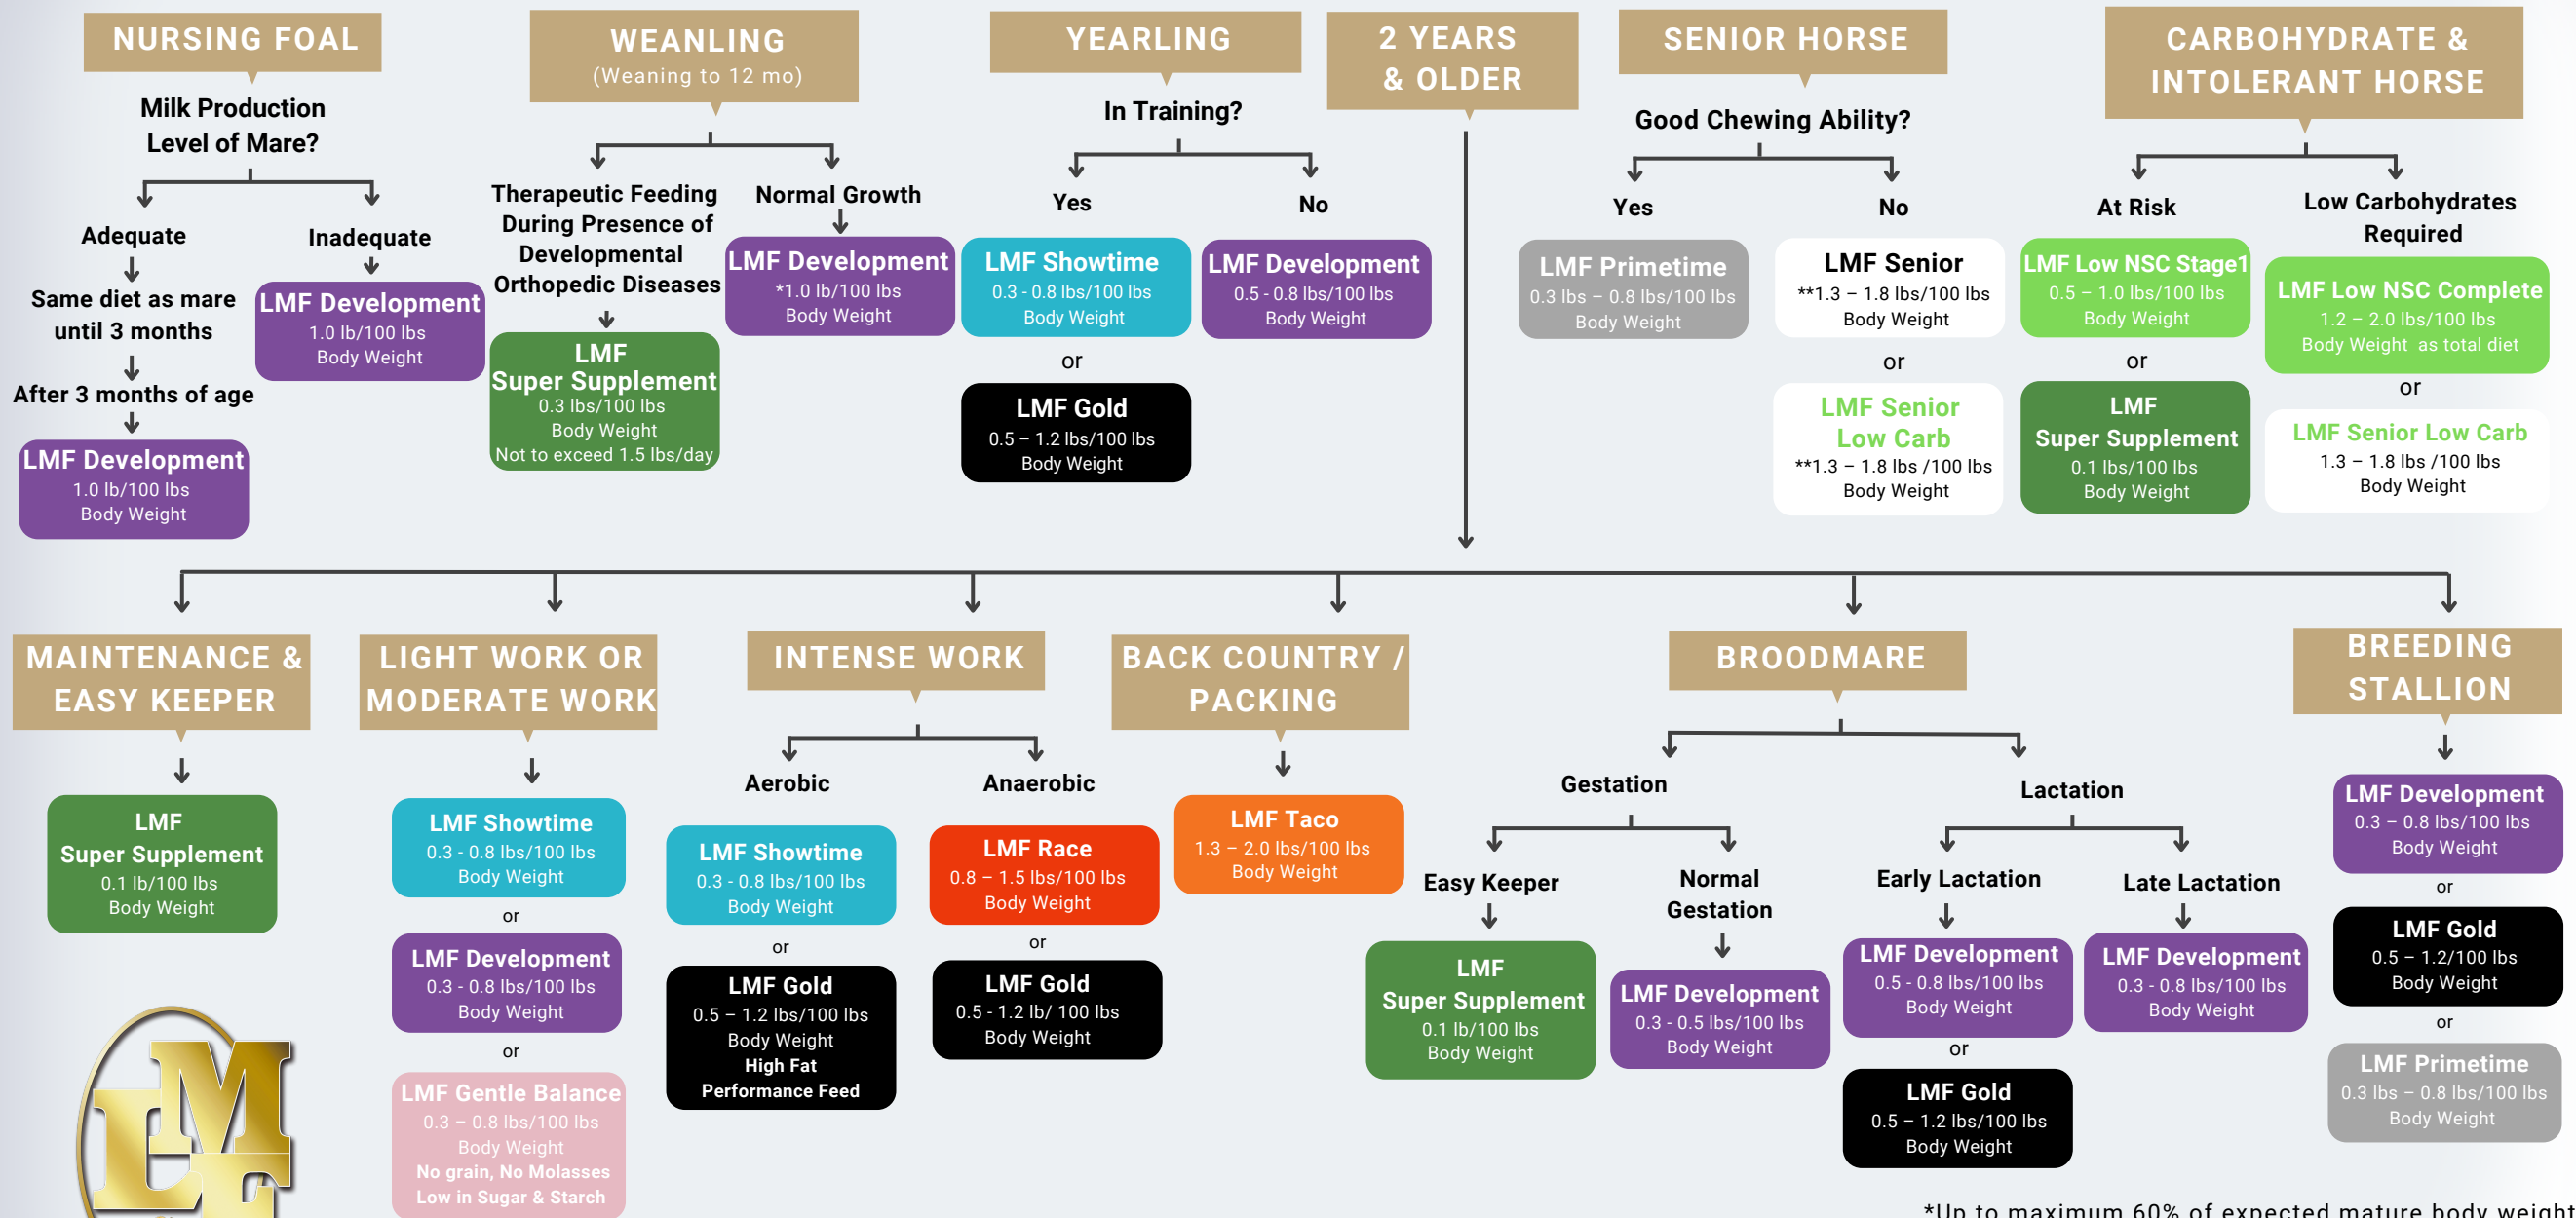 NURSING FOAL
Milk Production
Level of Mare?
Adequate
Same diet as mare
until 3 months
After 3 months of age
LMF Development
1.0 lb/100 lbs
Body Weight
Inadequate
LMF Development
1.0 lb/100 lbs
Body Weight
WEANLING
(Weaning to 12 mo)
Therapeutic Feeding
During Presence of
Developmental
Orthopedic Diseases
LMF
Super Supplement
0.3 lbs/100 lbs
Body Weight
Not to exceed 1.5 lbs/day
Normal Growth
LMF Development
*1.0 lb/100 lbs
Body Weight
YEARLING
In Training?
Yes
LMF Showtime
0.3 - 0.8 lbs/100 lbs
Body Weight
or
LMF Gold
0.5 – 1.2 lbs/100 lbs
Body Weight
No
LMF Development
0.5 - 0.8 lbs/100 lbs
Body Weight
2 YEARS
& OLDER
SENIOR HORSE
Good Chewing Ability?
Yes
LMF Primetime
0.3 lbs – 0.8 lbs/100 lbs
Body Weight
No
LMF Senior
**1.3 – 1.8 lbs/100 lbs
Body Weight
or
LMF Senior
Low Carb
**1.3 – 1.8 lbs /100 lbs
Body Weight
CARBOHYDRATE &
INTOLERANT HORSE
At Risk
LMF Low NSC Stage1
0.5 – 1.0 lbs/100 lbs
Body Weight
or
LMF
Super Supplement
0.1 lbs/100 lbs
Body Weight
Low Carbohydrates
Required
LMF Low NSC Complete
1.2 – 2.0 lbs/100 lbs
Body Weight as total diet
or
LMF Senior Low Carb
1.3 – 1.8 lbs /100 lbs
Body Weight
MAINTENANCE &
EASY KEEPER
LMF
Super Supplement
0.1 lb/100 lbs
Body Weight
LIGHT WORK OR
MODERATE WORK
LMF Showtime
0.3 - 0.8 lbs/100 lbs
Body Weight
or
LMF Development
0.3 - 0.8 lbs/100 lbs
Body Weight
or
LMF Gentle Balance
0.3 – 0.8 lbs/100 lbs
Body Weight
No grain, No Molasses
Low in Sugar & Starch
INTENSE WORK
Aerobic
LMF Showtime
0.3 - 0.8 lbs/100 lbs
Body Weight
or
LMF Gold
0.5 – 1.2 lbs/100 lbs
Body Weight
High Fat
Performance Feed
Anaerobic
LMF Race
0.8 – 1.5 lbs/100 lbs
Body Weight
or
LMF Gold
0.5 - 1.2 lb/ 100 lbs
Body Weight
BACK COUNTRY /
PACKING
LMF Taco
1.3 – 2.0 lbs/100 lbs
Body Weight
BROODMARE
Gestation
Easy Keeper
LMF
Super Supplement
0.1 lb/100 lbs
Body Weight
Normal
Gestation
LMF Development
0.3 - 0.5 lbs/100 lbs
Body Weight
Lactation
Early Lactation
LMF Development
0.5 - 0.8 lbs/100 lbs
Body Weight
or
LMF Gold
0.5 – 1.2 lbs/100 lbs
Body Weight
Late Lactation
LMF Development
0.3 - 0.8 lbs/100 lbs
Body Weight
BREEDING
STALLION
LMF Development
0.3 – 0.8 lbs/100 lbs
Body Weight
or
LMF Gold
0.5 – 1.2/100 lbs
Body Weight
or
LMF Primetime
0.3 lbs – 0.8 lbs/100 lbs
Body Weight
LMF
*Up to maximum 60% of expected mature body weight